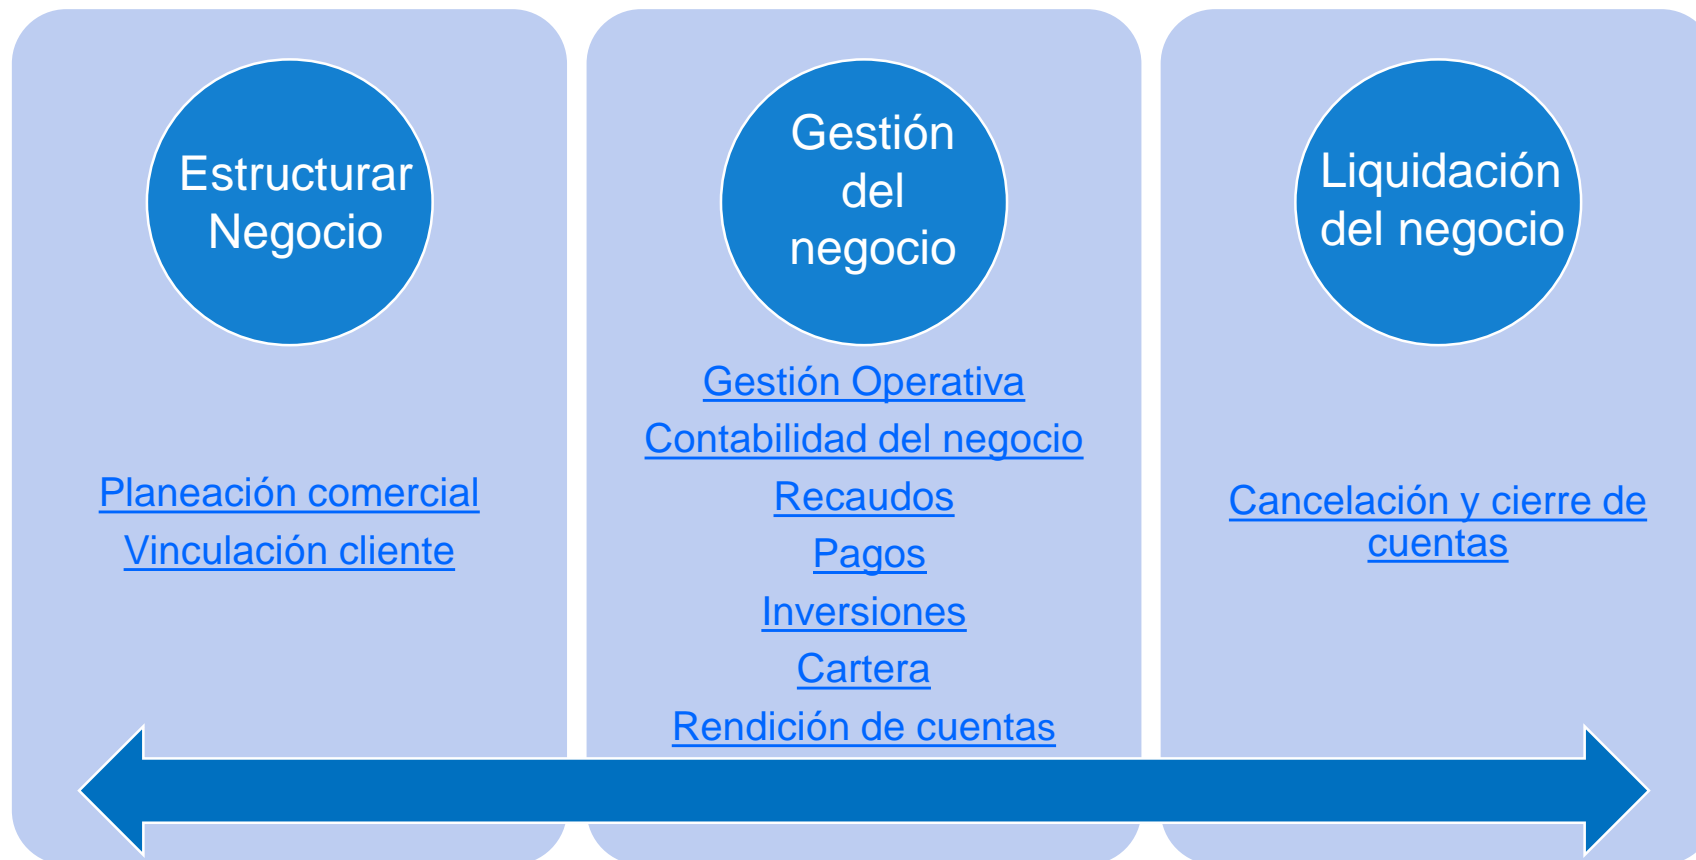 Estructurar
Negocio
Planeación comercial
Vinculación cliente
Gestión
del
negocio
Gestión Operativa
Contabilidad del negocio
Recaudos
Pagos
Inversiones
Cartera
Rendición de cuentas
Liquidación
del negocio
Cancelación y cierre de
cuentas